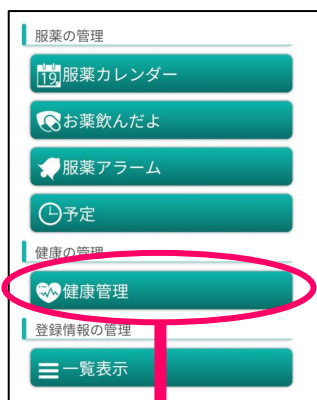 服薬の管理
19 服薬カレンダー
お薬飲んだよ
服薬アラーム
予定
健康の管理
健康管理
登録情報の管理
一覧表示